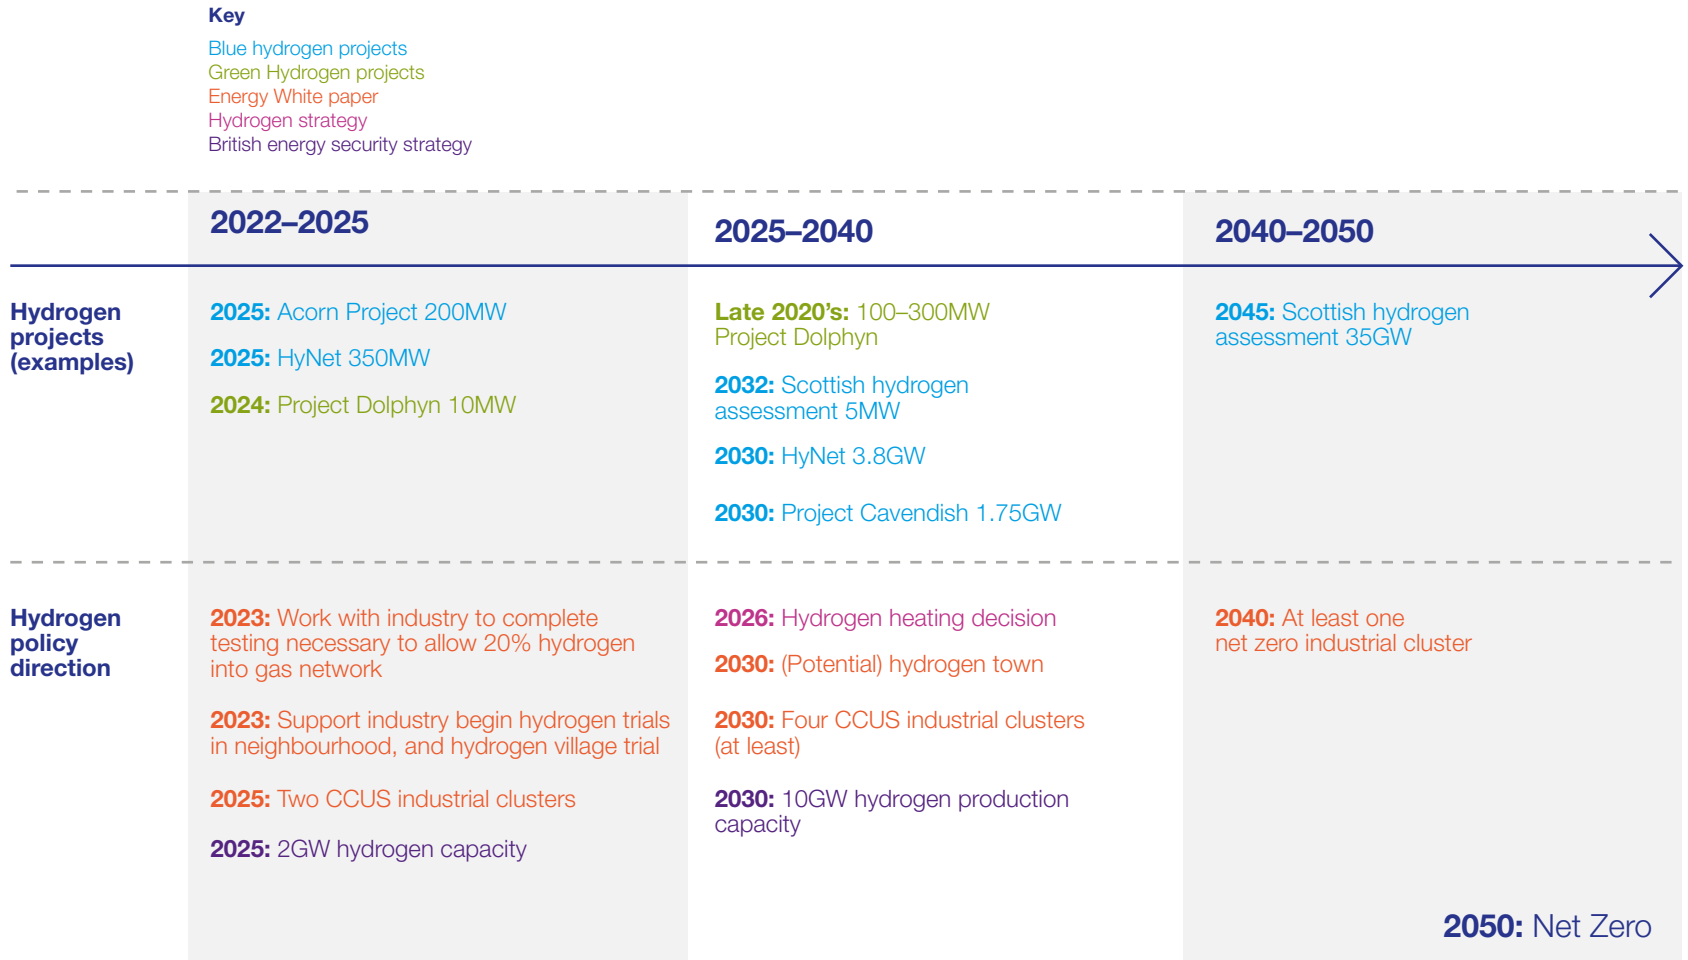 Key
Blue hydrogen projects
Green Hydrogen projects
Energy White paper
Hydrogen strategy
British energy security strategy
2022–2025
2025–2040
2040–2050
Hydrogen
projects
(examples)
2025: Acorn Project 200MW
2025: HyNet 350MW
2024: Project Dolphyn 10MW
Late 2020’s: 100–300MW
Project Dolphyn
2032: Scottish hydrogen
assessment 5MW
2030: HyNet 3.8GW
2030: Project Cavendish 1.75GW
2045: Scottish hydrogen
assessment 35GW
Hydrogen
policy
direction
2023: Work with industry to complete
testing necessary to allow 20% hydrogen
into gas network
2023: Support industry begin hydrogen trials
in neighbourhood, and hydrogen village trial
2025: Two CCUS industrial clusters
2025: 2GW hydrogen capacity
2026: Hydrogen heating decision
2030: (Potential) hydrogen town
2030: Four CCUS industrial clusters
(at least)
2030: 10GW hydrogen production
capacity
2040: At least one
net zero industrial cluster
2050: Net Zero